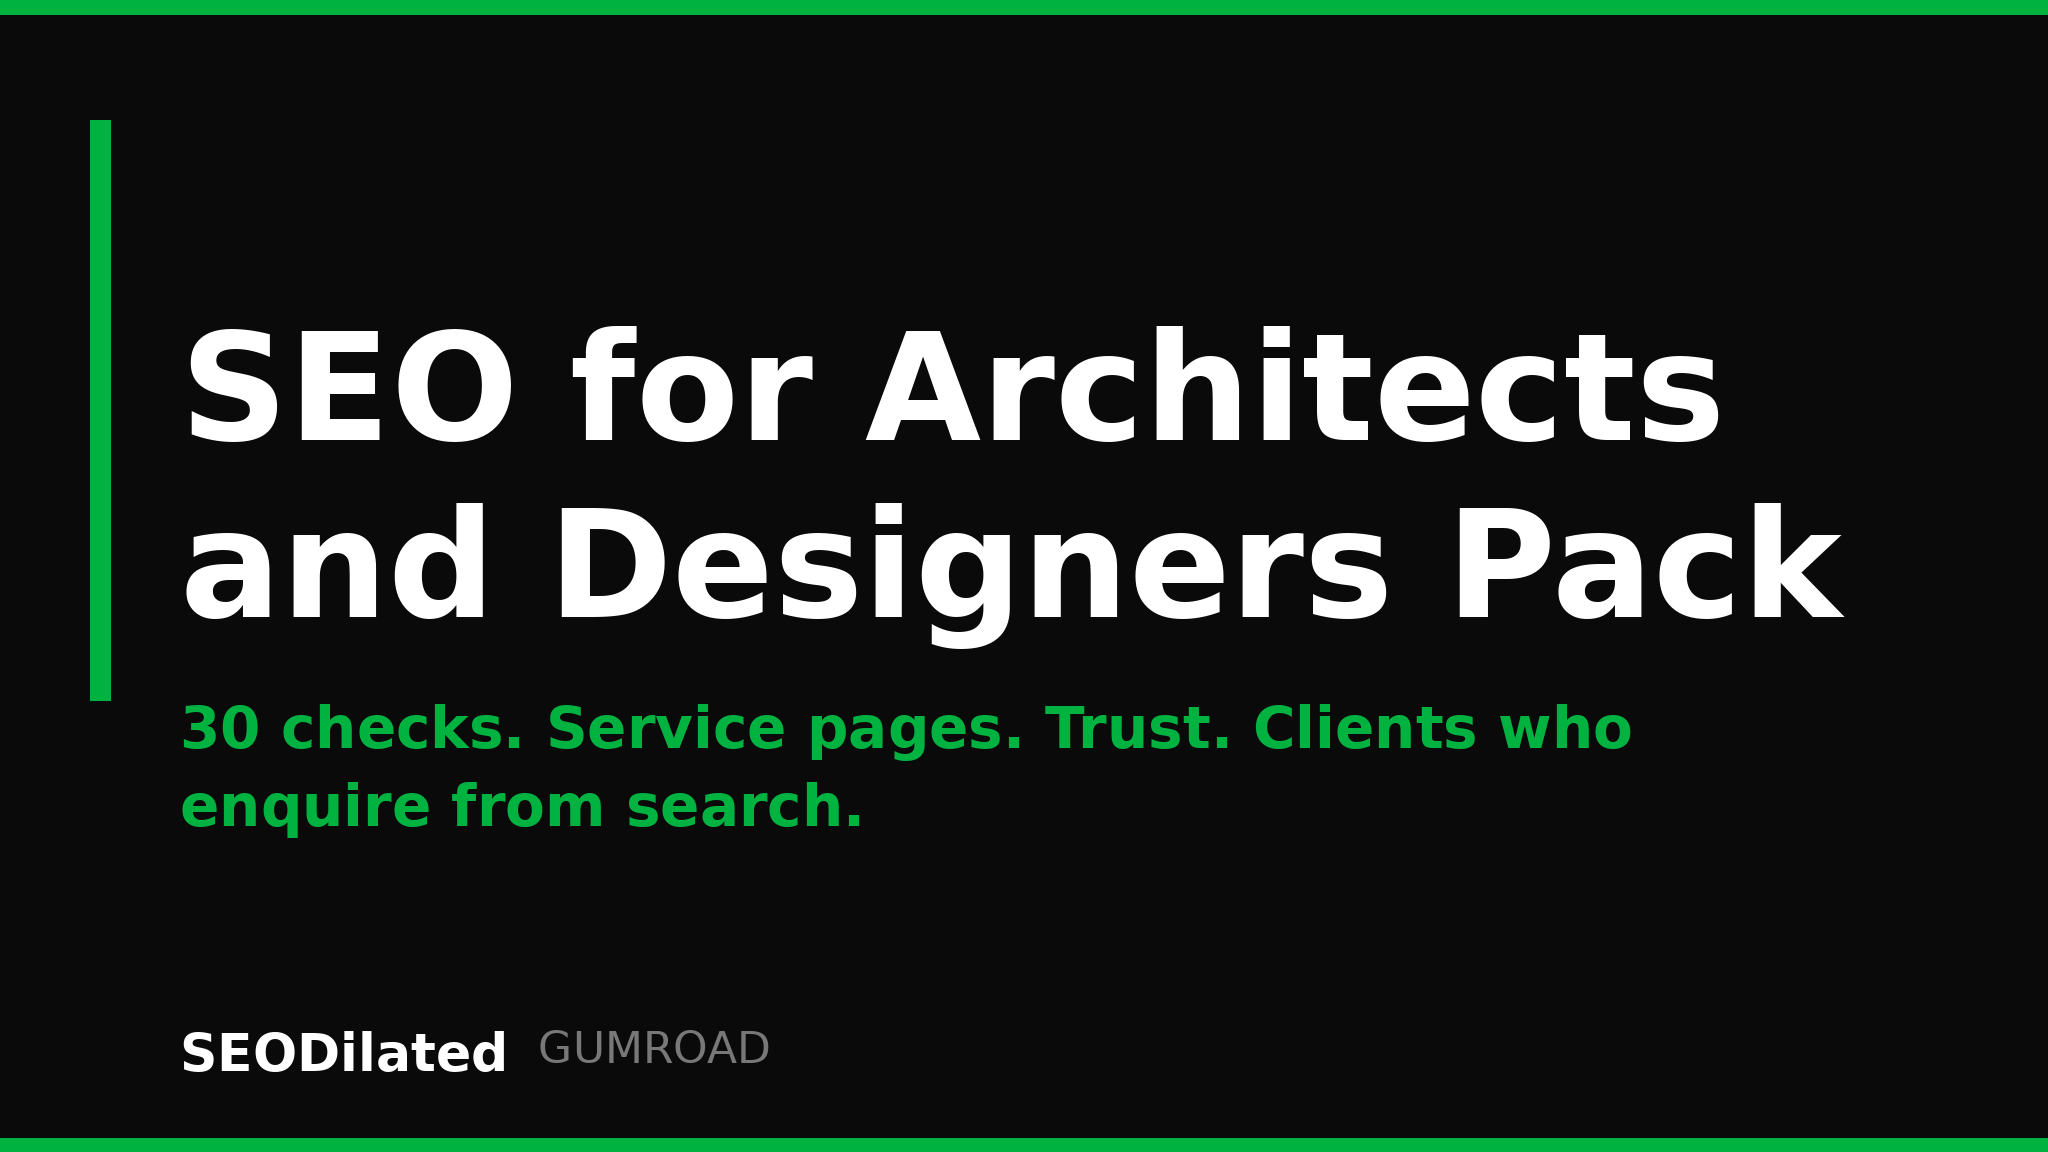 SEO for Architects
and Designers Pack
30 checks. Service pages. Trust. Clients who
enquire from search.
SEODilated GUMROAD